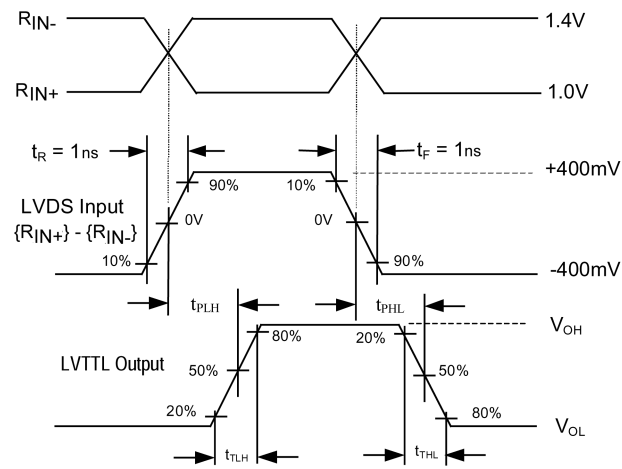 RIN- 1.4V
RIN+ 1.0V
tR = 1ns tF = 1ns +400mV
90% 10%
LVDS Input 0V 0V
{RIN+} - {RIN-}
10% 90% -400mV
tPLH tPHL
80% 20% VOH
LVTTL Output 50% 50%
20% 80% VOL
tTLH tTHL